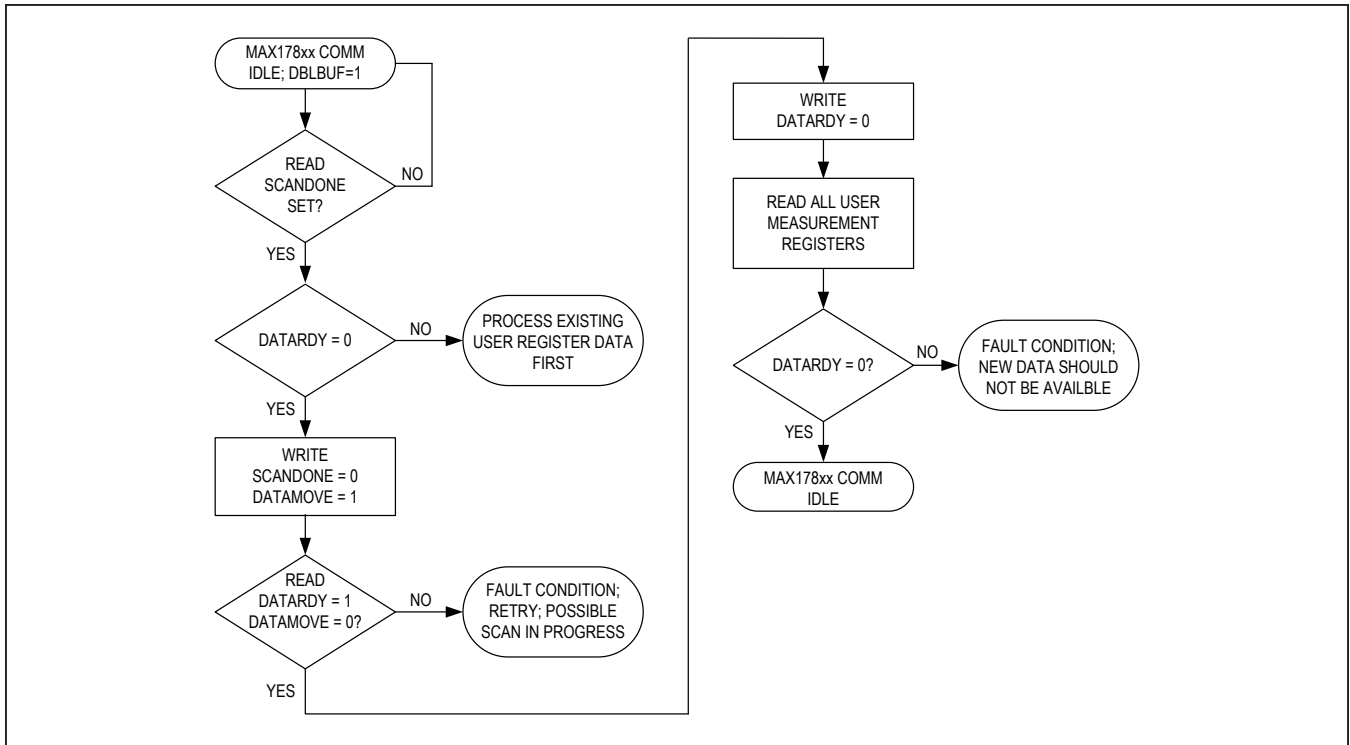 MAX178xx COMM
IDLE; DBLBUF=1
READ
SCANDONE
SET?
NO
YES
DATARDY = 0
NO
PROCESS EXISTING
USER REGISTER DATA
FIRST
YES
WRITE
SCANDONE = 0
DATAMOVE = 1
READ
DATARDY = 1
DATAMOVE = 0?
NO
FAULT CONDITION;
RETRY; POSSIBLE
SCAN IN PROGRESS
YES
WRITE
DATARDY = 0
READ ALL USER
MEASUREMENT
REGISTERS
DATARDY = 0?
NO
FAULT CONDITION;
NEW DATA SHOULD
NOT BE AVAILBLE
YES
MAX178xx COMM
IDLE